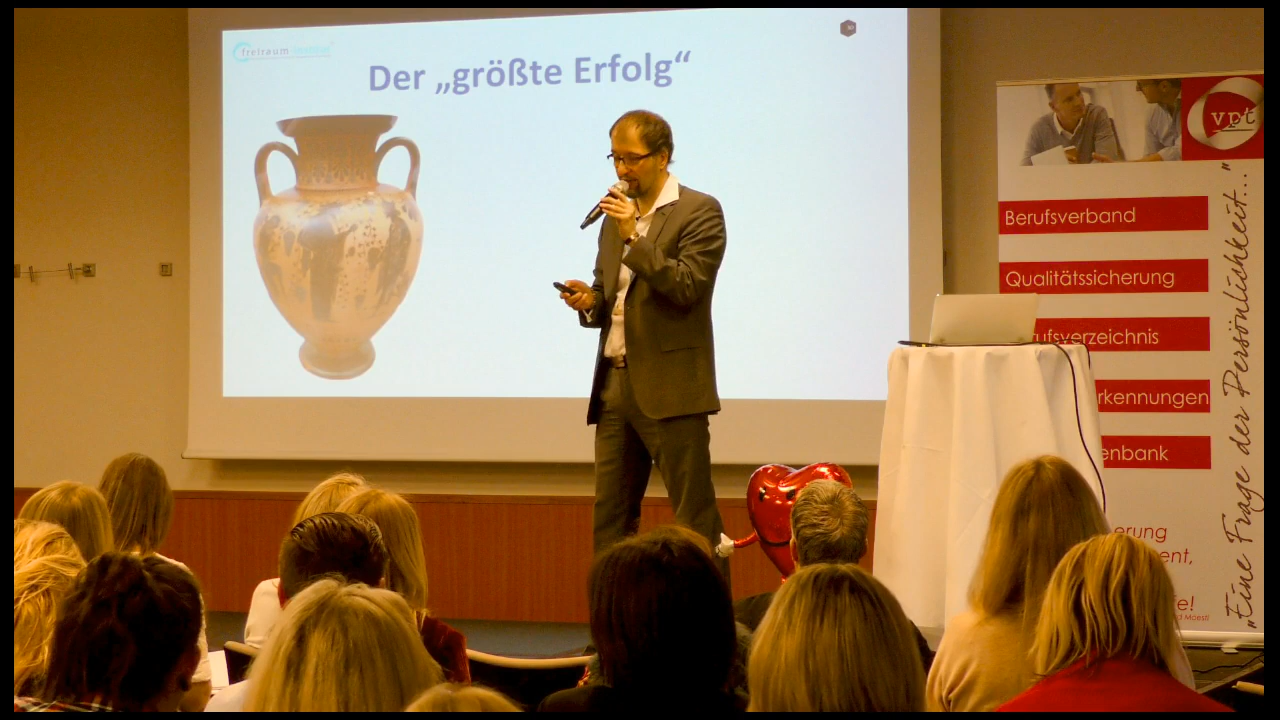 freiraum
Der „größte Erfolg“
vpt
Berufsverband
Qualitätssicherung
ufsverzeichnis
rkennungen
enbank
erung
ent,
e!
„Eine Frage der Persönlichkeit..."